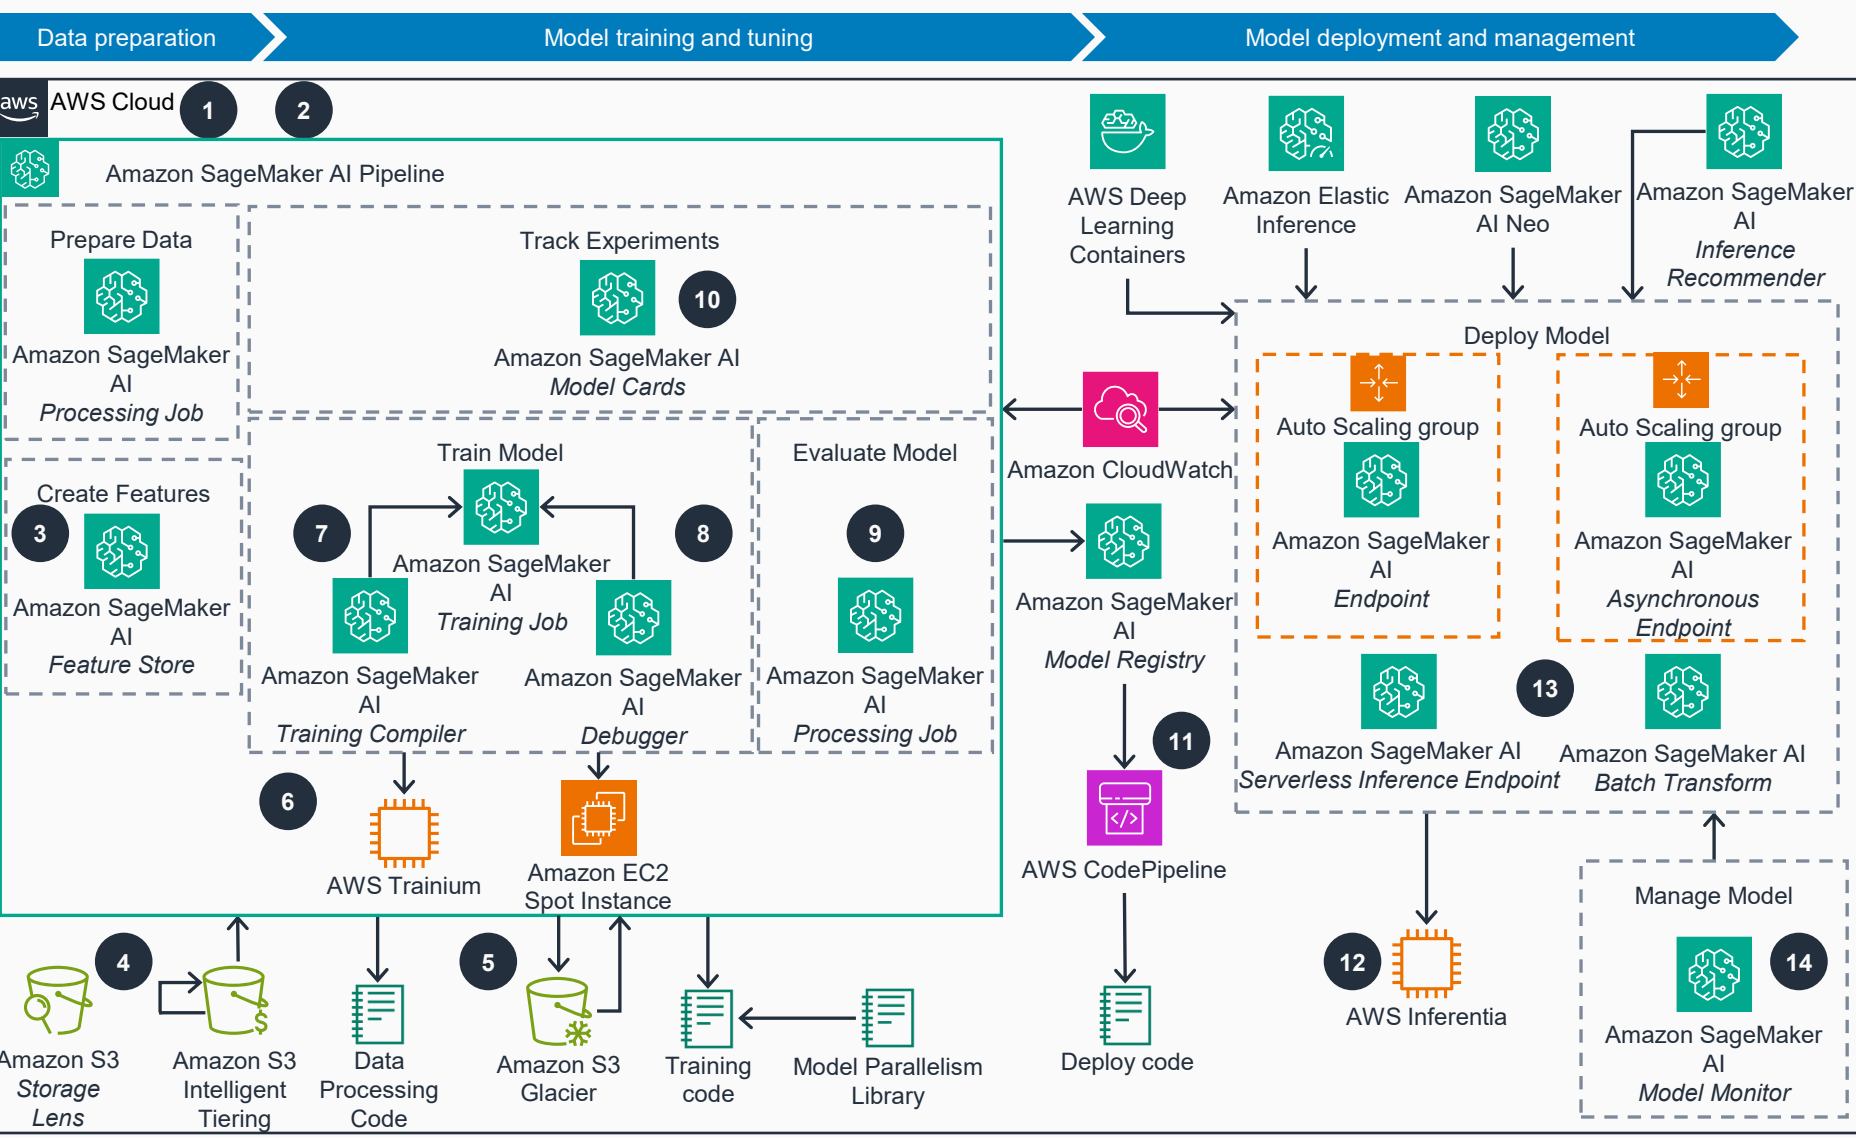 Data preparation
Model training and tuning
Model deployment and management
aws
AWS Cloud
1
2
Amazon SageMaker AI Pipeline
Prepare Data
Amazon SageMaker
AI
Processing Job
Track Experiments
10
Amazon SageMaker AI
Model Cards
Create Features
3
Amazon SageMaker
AI
Feature Store
Train Model
7
8
Amazon SageMaker
AI
Training Job
Amazon SageMaker
AI
Training Compiler
Amazon SageMaker
AI
Debugger
Evaluate Model
9
Amazon SageMaker
AI
Processing Job
6
AWS Trainium
Amazon EC2
Spot Instance
4
Amazon S3
Storage
Lens
Amazon S3
Intelligent
Tiering
Data
Processing
Code
5
Amazon S3
Glacier
Training
code
Model Parallelism
Library
AWS Deep
Learning
Containers
Amazon Elastic
Inference
Amazon SageMaker
AI Neo
Amazon SageMaker
AI
Inference
Recommender
Amazon CloudWatch
Amazon SageMaker
AI
Model Registry
11
AWS CodePipeline
Deploy code
Deploy Model
Auto Scaling group
Amazon SageMaker
AI
Endpoint
Auto Scaling group
Amazon SageMaker
AI
Asynchronous
Endpoint
13
Amazon SageMaker AI
Serverless Inference Endpoint
Amazon SageMaker AI
Batch Transform
12
AWS Inferentia
Manage Model
14
Amazon SageMaker
AI
Model Monitor